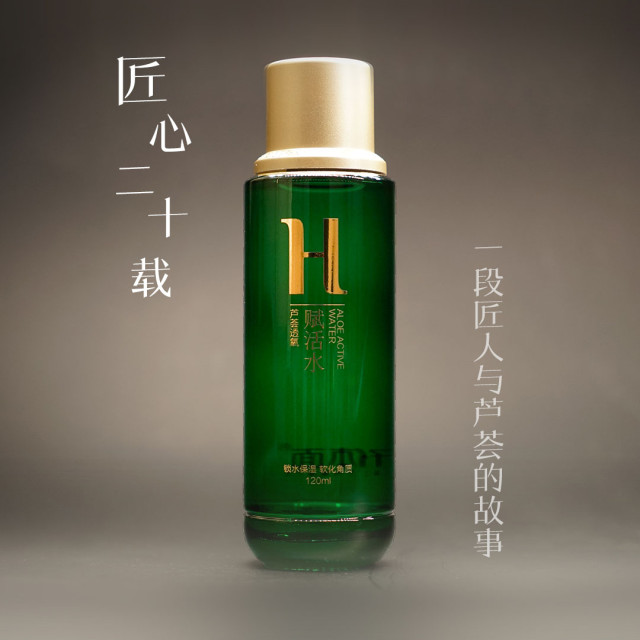 匠心二十载
H
芦荟透氧
赋活水
ALOE ACTIVE
WATER
锁水保湿 软化角质
120ml
一段匠人与芦荟的故事